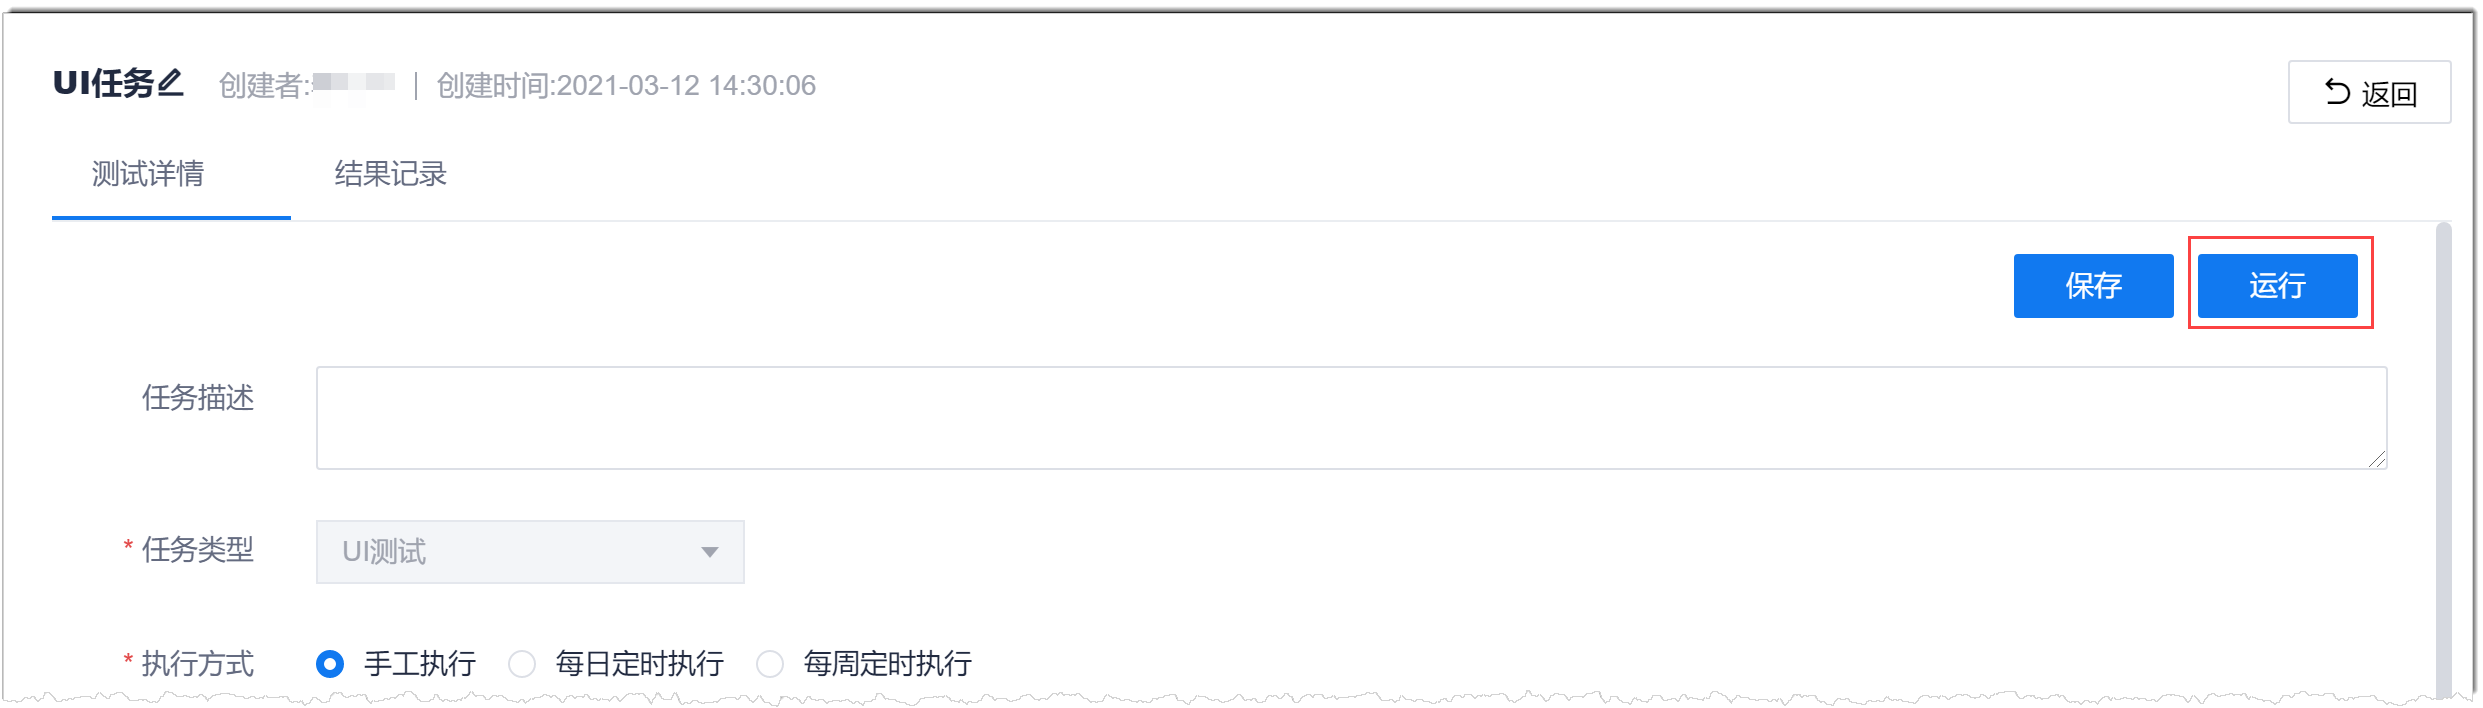 UI任务 创建者: | 创建时间:2021-03-12 14:30:06 返回
测试详情 结果记录
保存 运行
任务描述
* 任务类型 UI测试
* 执行方式 手工执行 每日定时执行 每周定时执行